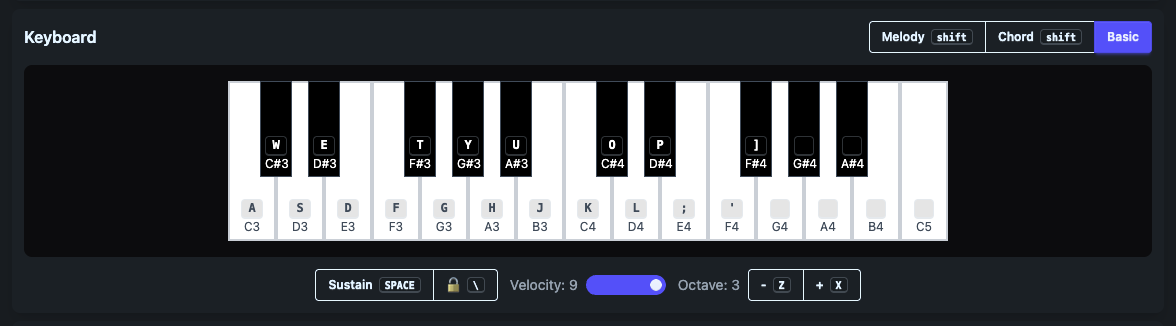 Keyboard
Melody shift Chord shift Basic
W E T Y U O P ]
C#3 D#3 F#3 G#3 A#3 C#4 D#4 F#4 G#4 A#4
A S D F G H J K L ; '
C3 D3 E3 F3 G3 A3 B3 C4 D4 E4 F4 G4 A4 B4 C5
Sustain SPACE 🔒 \ Velocity: 9 Octave: 3 - Z + X